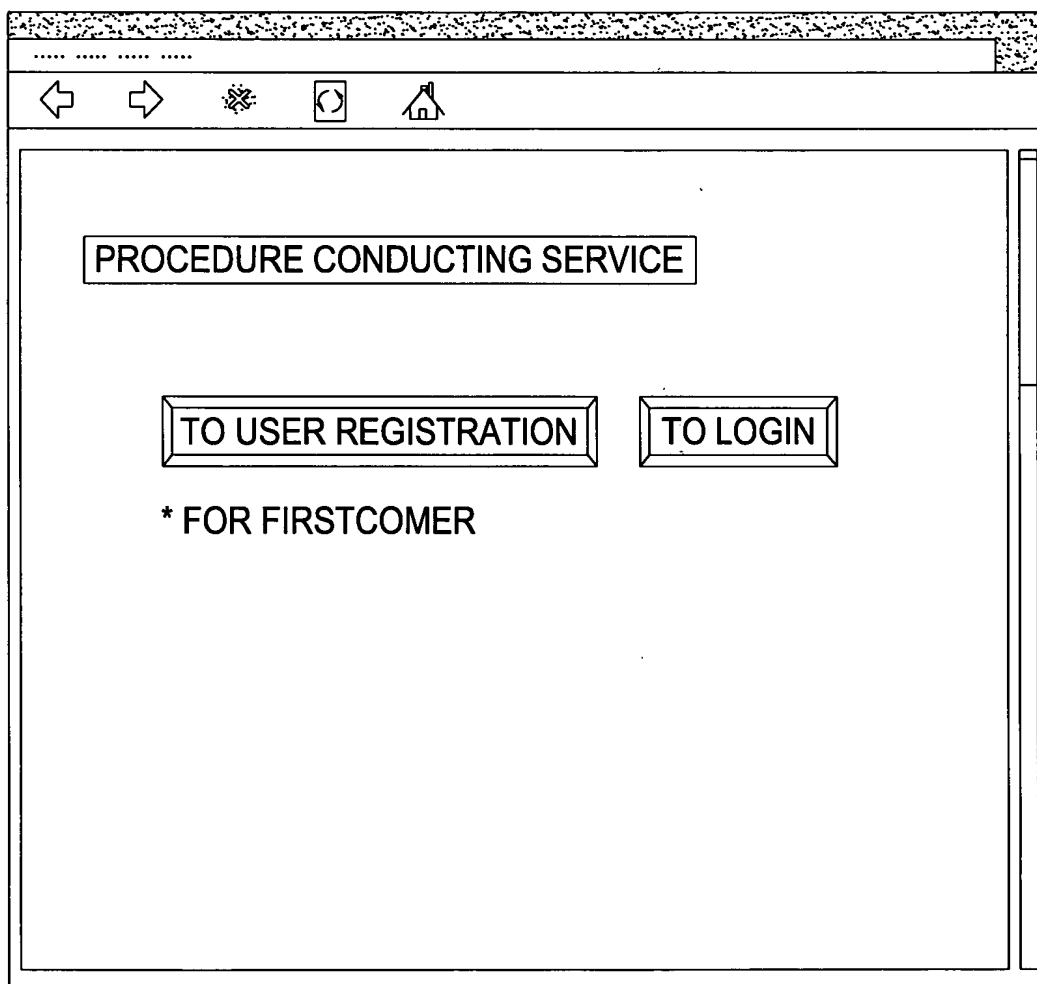 PROCEDURE CONDUCTING SERVICE
TO USER REGISTRATION TO LOGIN
* FOR FIRSTCOMER